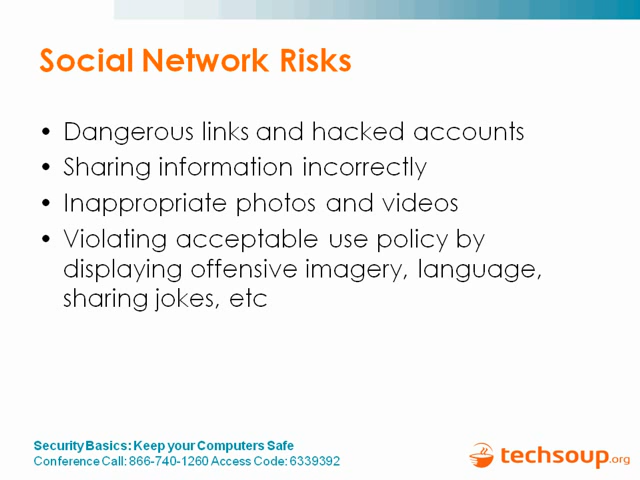 Social Network Risks
• Dangerous links and hacked accounts
• Sharing information incorrectly
• Inappropriate photos and videos
• Violating acceptable use policy by
displaying offensive imagery, language,
sharing jokes, etc
Security Basics: Keep your Computers Safe
Conference Call: 866-740-1260 Access Code: 6339392
techsoup.org